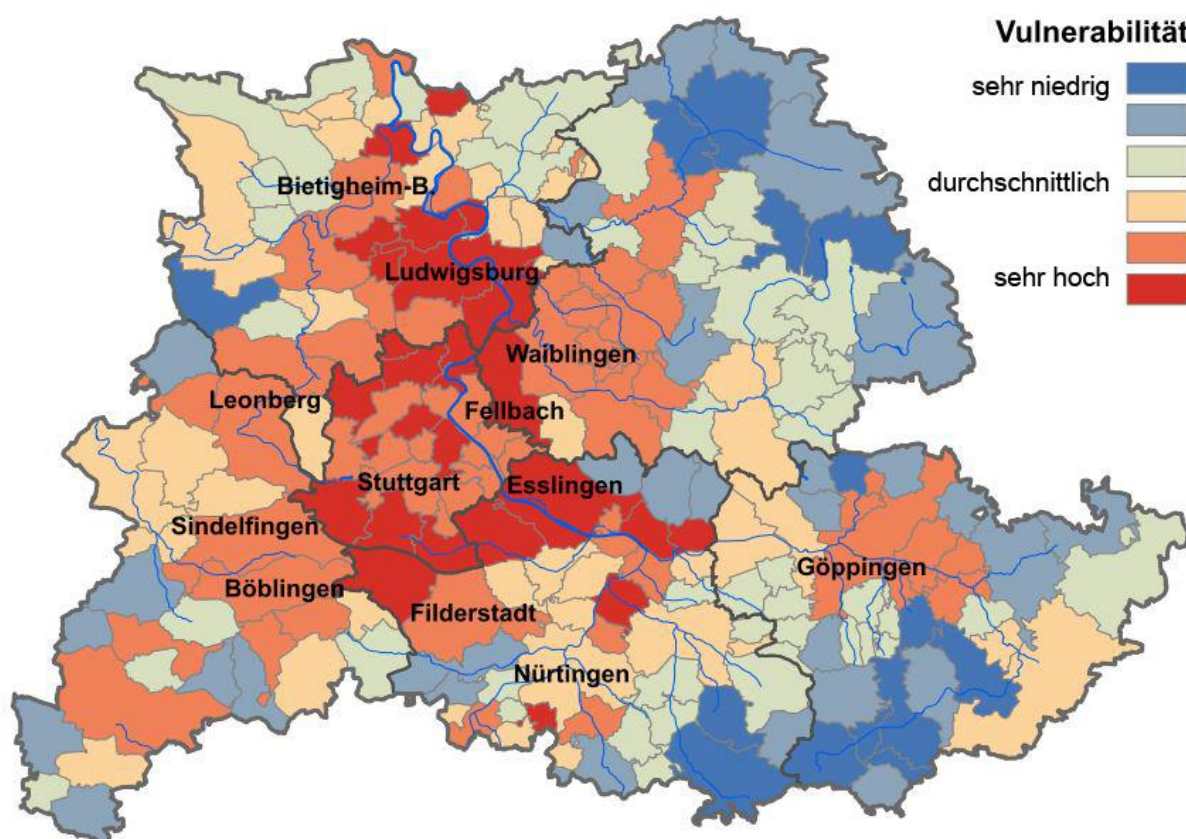 Vulnerabilität
sehr niedrig
durchschnittlich
sehr hoch
Bietigheim-B.
Ludwigsburg
Waiblingen
Leonberg
Fellbach
Stuttgart
Esslingen
Sindelfingen
Göppingen
Böblingen
Filderstadt
Nürtingen